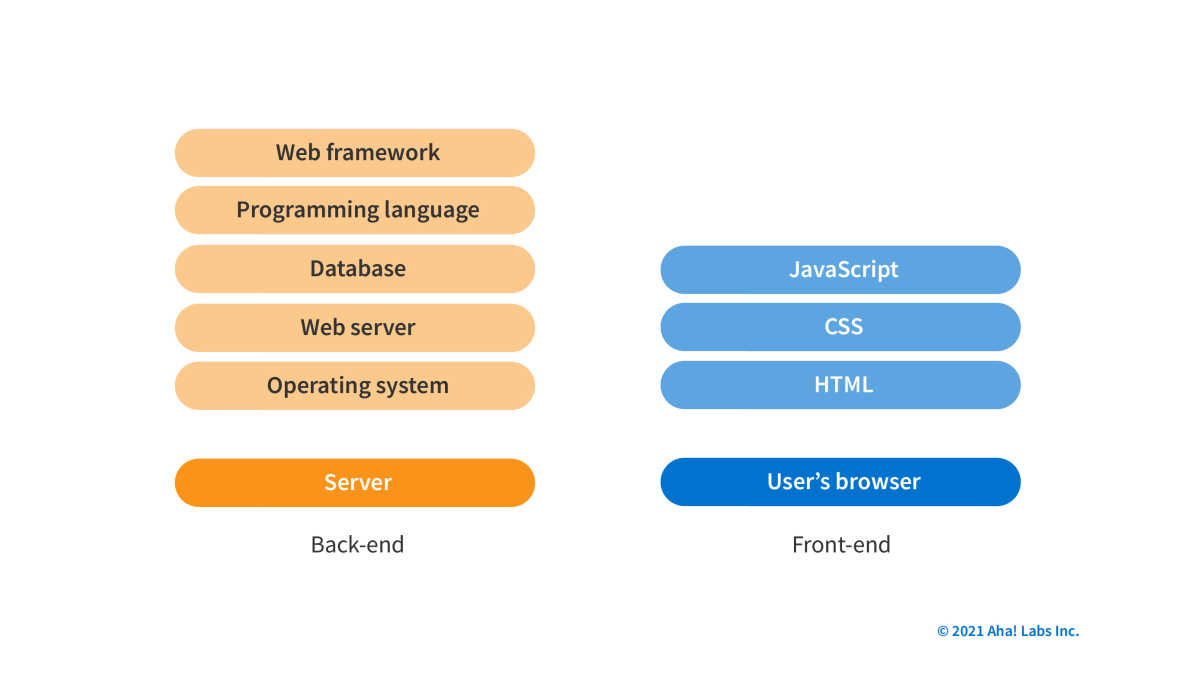 Web framework
Programming language
Database
Web server
Operating system
Server
Back-end
JavaScript
CSS
HTML
User’s browser
Front-end
© 2021 Aha! Labs Inc.